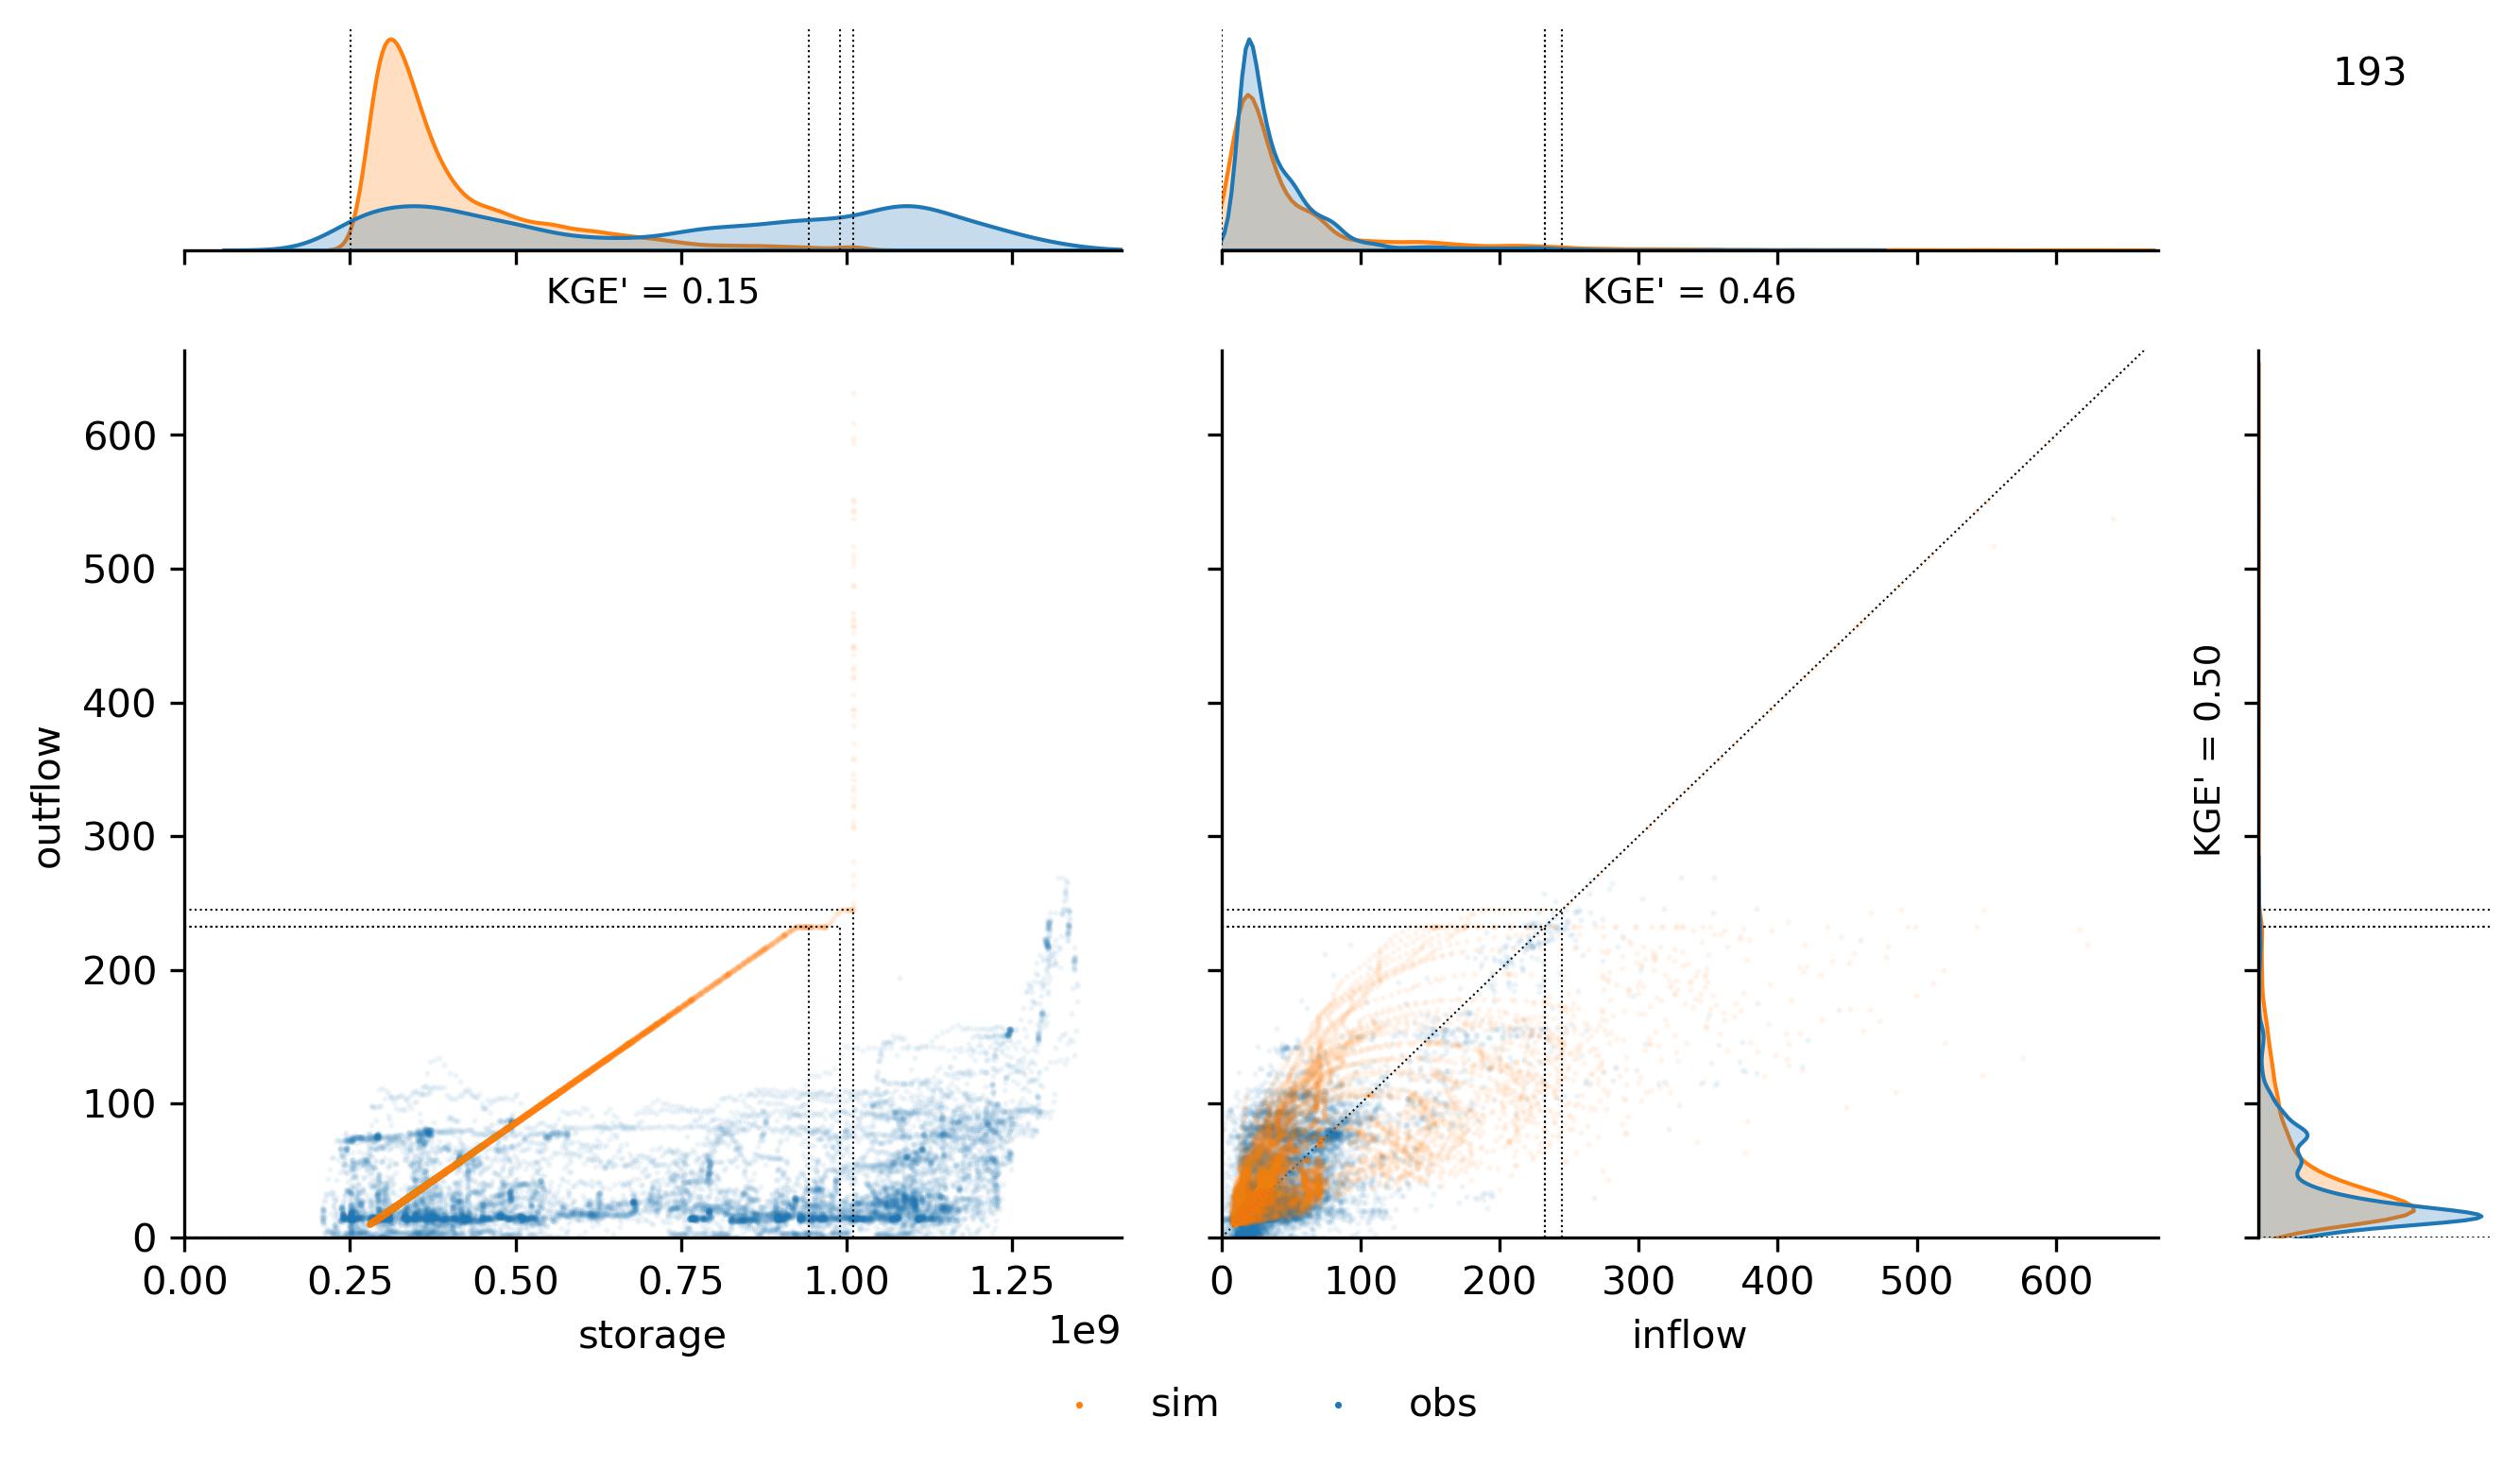 193
KGE' = 0.15
KGE' = 0.46
outflow
600
500
400
300
200
100
0
KGE' = 0.50
0.00 0.25 0.50 0.75 1.00 1.25
1e9
storage
0 100 200 300 400 500 600
inflow
sim obs